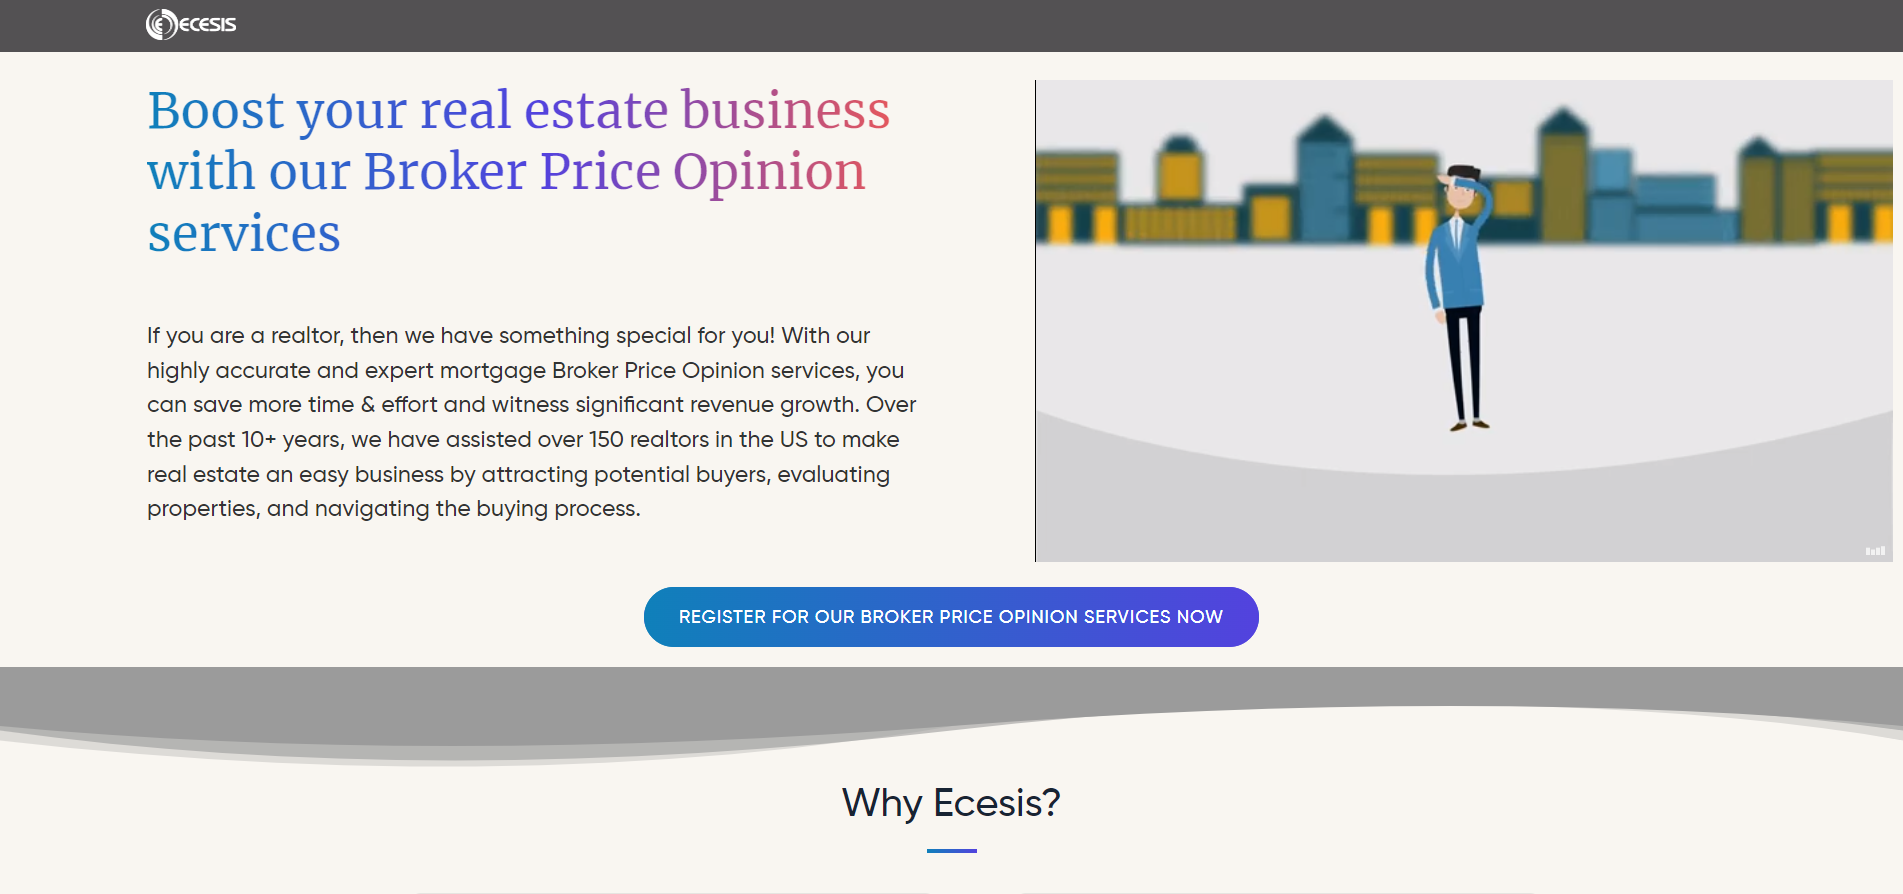 ECESIS
Boost your real estate business
with our Broker Price Opinion
services
If you are a realtor, then we have something special for you! With our
highly accurate and expert mortgage Broker Price Opinion services, you
can save more time & effort and witness significant revenue growth. Over
the past 10+ years, we have assisted over 150 realtors in the US to make
real estate an easy business by attracting potential buyers, evaluating
properties, and navigating the buying process.
REGISTER FOR OUR BROKER PRICE OPINION SERVICES NOW
Why Ecesis?